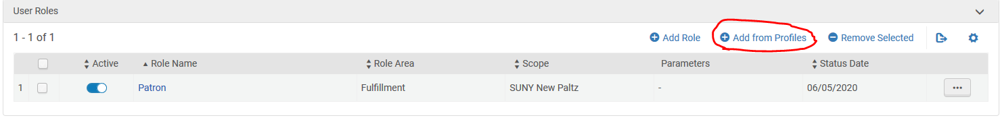 User Roles
1 - 1 of 1 Add Role Add from Profiles Remove Selected
Active Role Name Role Area Scope Parameters Status Date
1 Patron Fulfillment SUNY New Paltz - 06/05/2020